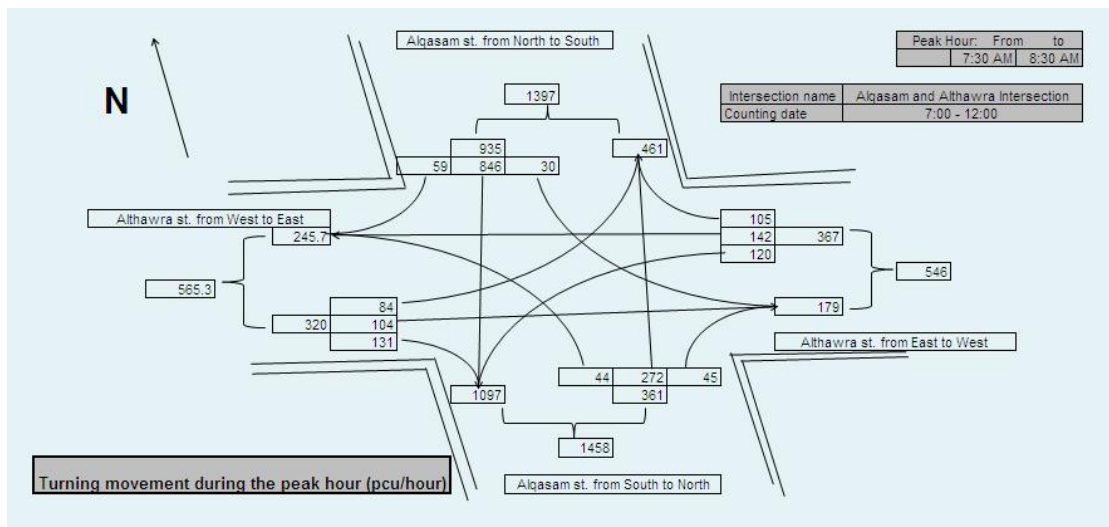 Alqasam st. from North to South
Peak Hour: From to
7:30 AM 8:30 AM
N
1397
Intersection name Alqasam and Althawra Intersection
Counting date 7:00 - 12:00
935
461
59 846 30
Althawra st. from West to East
105
245.7
142 367
120
546
565.3
84
179
320 104
131
Althawra st. from East to West
44 272 45
1097
361
1458
Turning movement during the peak hour (pcu/hour)
Alqasam st. from South to North